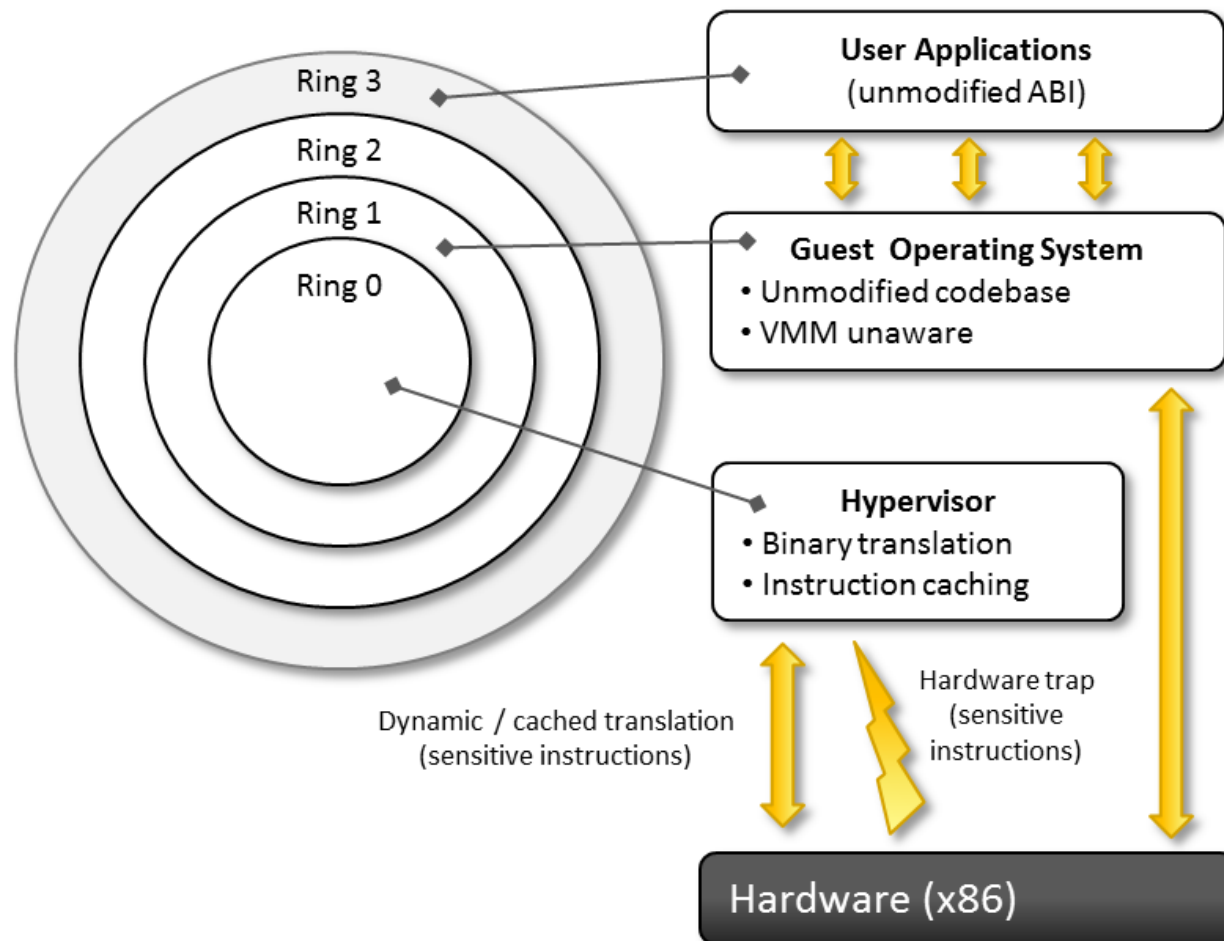 Ring 3
Ring 2
Ring 1
Ring 0
User Applications
(unmodified ABI)
Guest Operating System
• Unmodified codebase
• VMM unaware
Hypervisor
• Binary translation
• Instruction caching
Dynamic / cached translation
(sensitive instructions)
Hardware trap
(sensitive
instructions)
Hardware (x86)